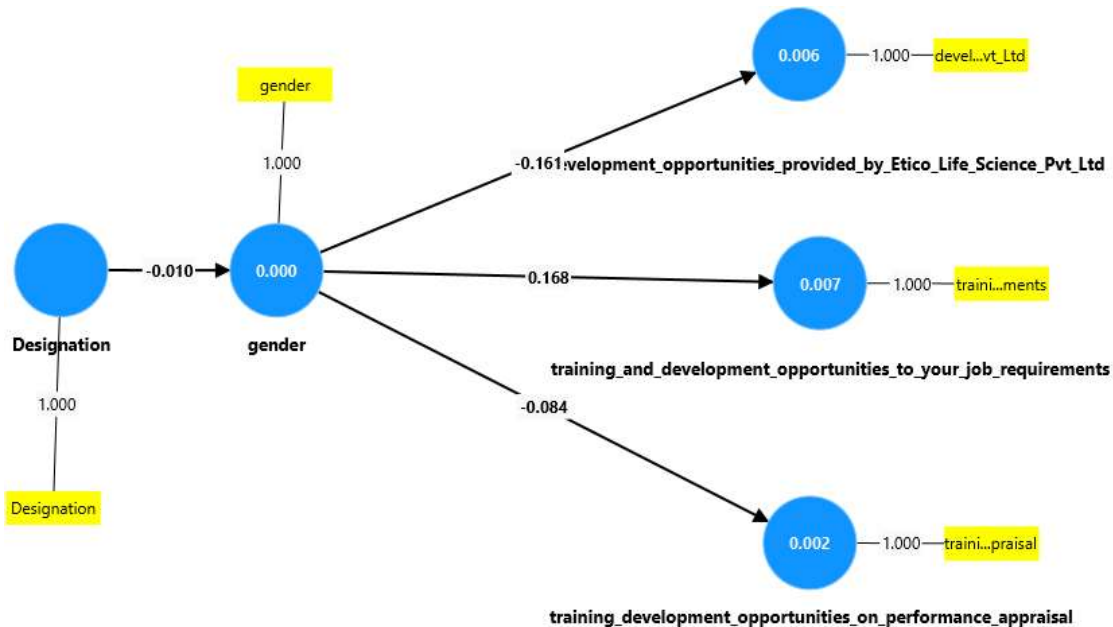 0.006
1.000
devel...vt_Ltd
gender
1.000
-0.161
evelopment_opportunities_provided_by_Etico_Life_Science_Pvt_Ltd
-0.010
0.000
0.168
0.007
1.000
traini...ments
Designation
gender
training_and_development_opportunities_to_your_job_requirements
1.000
-0.084
Designation
0.002
1.000
traini...praisal
training_development_opportunities_on_performance_appraisal